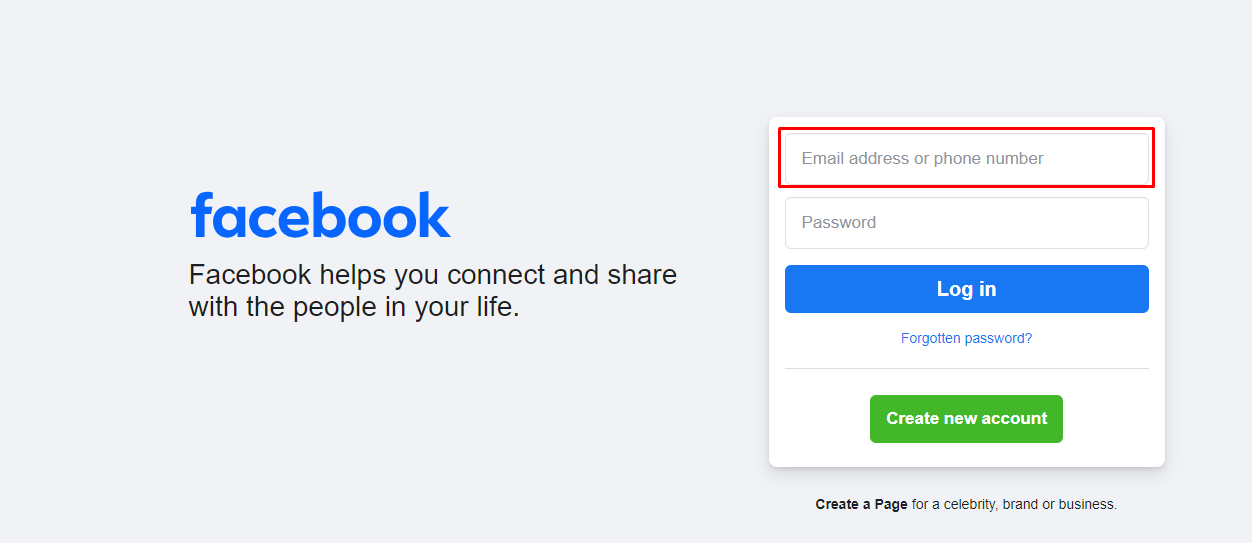 facebook
Facebook helps you connect and share
with the people in your life.
Email address or phone number
Password
Log in
Forgotten password?
Create new account
Create a Page for a celebrity, brand or business.